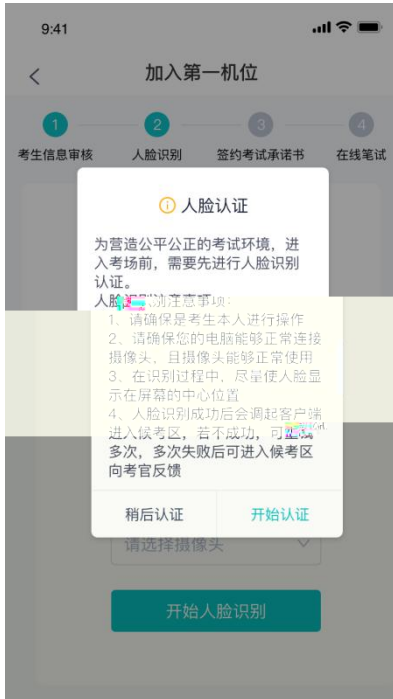 9:41
加入第一机位
1 2 3 4
考生信息审核 人脸识别 签约考试承诺书 在线笔试
人脸认证
为营造公平公正的考试环境，进
入考场前，需要先进行人脸识别
认证。
人脸识别注意事项：
1、请确保是考生本人进行操作
2、请确保您的电脑能够正常连接
摄像头，且摄像头能够正常使用
3、在识别过程中，尽量使人脸显
示在屏幕的中心位置
4、人脸识别成功后会调起客户端
进入候考区，若不成功，可
多次，多次失败后可进入候考区
向考官反馈
稍后认证 开始认证
请选择摄像头
开始人脸识别